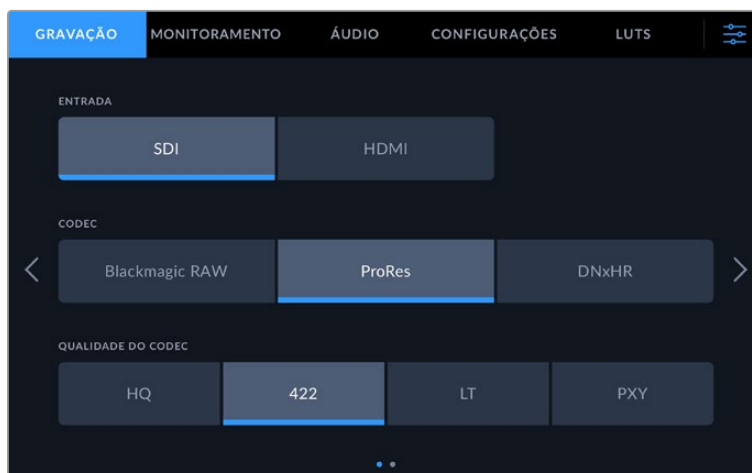 GRAVAÇÃO MONITORAMENTO ÁUDIO CONFIGURAÇÕES LUTS
ENTRADA
SDI HDMI
CODEC
Blackmagic RAW ProRes DNxHR
QUALIDADE DO CODEC
HQ 422 LT PXY